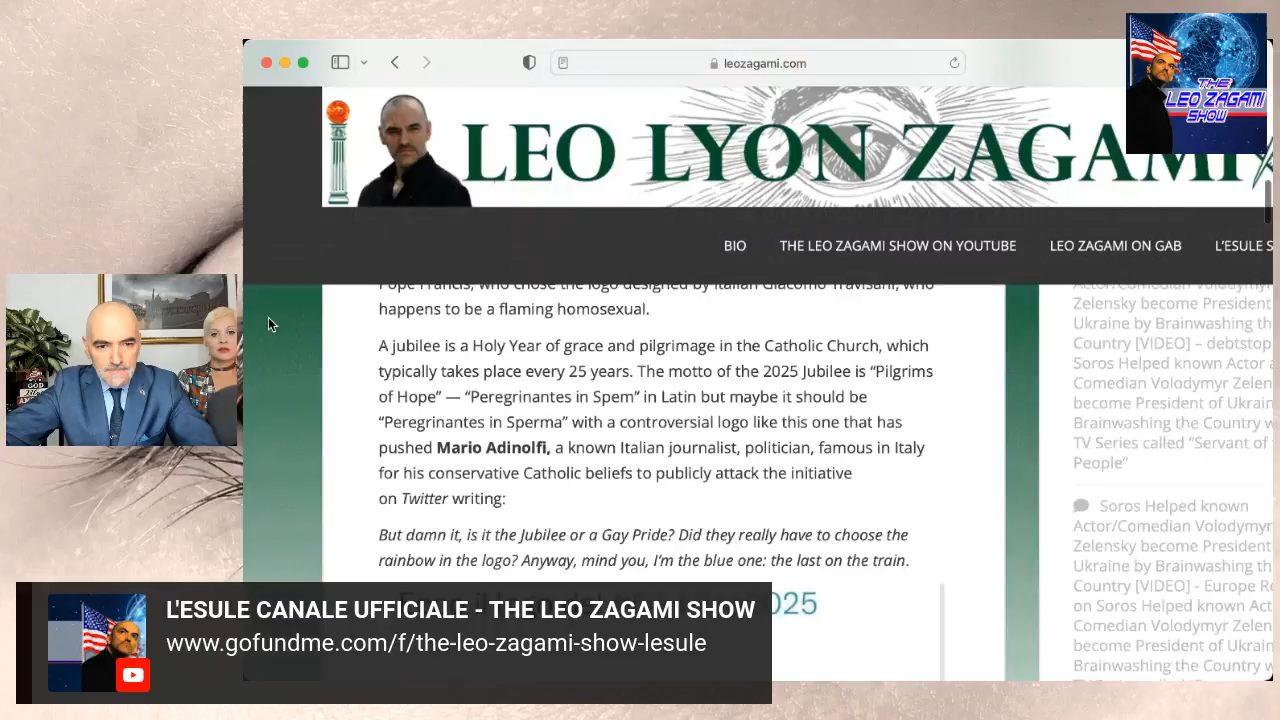 leozagami.com
THE
LEO ZAGAMI
SHOW
LEO LYON ZAGAMI
BIO
THE LEO ZAGAMI SHOW ON YOUTUBE
LEO ZAGAMI ON GAB
L'ESULE S
Pope Francis, who chose the logo designed by Italian Giacomo Travisani, who
happens to be a flaming homosexual.
A jubilee is a Holy Year of grace and pilgrimage in the Catholic Church, which
typically takes place every 25 years. The motto of the 2025 Jubilee is “Pilgrims
of Hope” — “Peregrinantes in Spem” in Latin but maybe it should be
“Peregrinantes in Sperma” with a controversial logo like this one that has
pushed Mario Adinolfi, a known Italian journalist, politician, famous in Italy
for his conservative Catholic beliefs to publicly attack the initiative
on Twitter writing:
But damn it, is it the Jubilee or a Gay Pride? Did they really have to choose the
rainbow in the logo? Anyway, mind you, I’m the blue one: the last on the train.
2025
Actor/Comedian Volodymyr
Zelensky become President
Ukraine by Brainwashing th
Country [VIDEO] – debtstop
Soros Helped known Actor a
Comedian Volodymyr Zelen
become President of Ukrain
Brainwashing the Country w
TV Series called “Servant of
People”
Soros Helped known
Actor/Comedian Volodymyr
Zelensky become President
Ukraine by Brainwashing th
Country [VIDEO] - Europe Re
on Soros Helped known Act
Comedian Volodymyr Zelen
become President of Ukrain
Brainwashing the Country w
GOD
L'ESULE CANALE UFFICIALE - THE LEO ZAGAMI SHOW
www.gofundme.com/f/the-leo-zagami-show-lesule